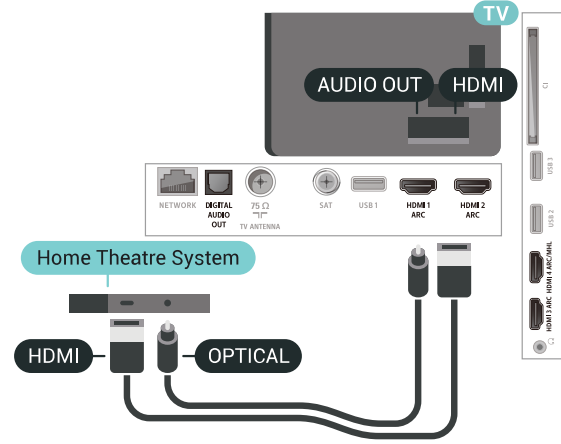 TV
AUDIO OUT
HDMI
CI
USB 3
USB 2
HDMI 4 ARC/MHL
HDMI 3 ARC
NETWORK
DIGITAL
AUDIO
OUT
75 Ω
TV ANTENNA
SAT
USB 1
HDMI 1
ARC
HDMI 2
ARC
Home Theatre System
HDMI
OPTICAL